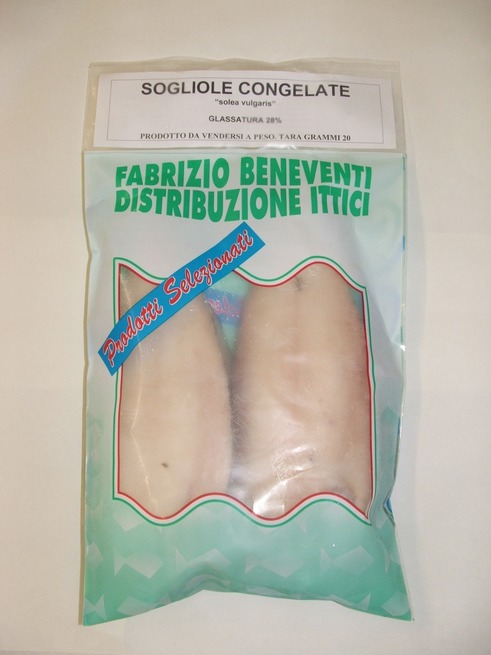 SOGLIOLE CONGELATE
"solea vulgaris"
GLASSATURA 28%
PRODOTTO DA VENDERSI A PESO. TARA GRAMMI 20
FABRIZIO BENEVENTI
DISTRIBUZIONE ITTICI
Prodotti Selezionati